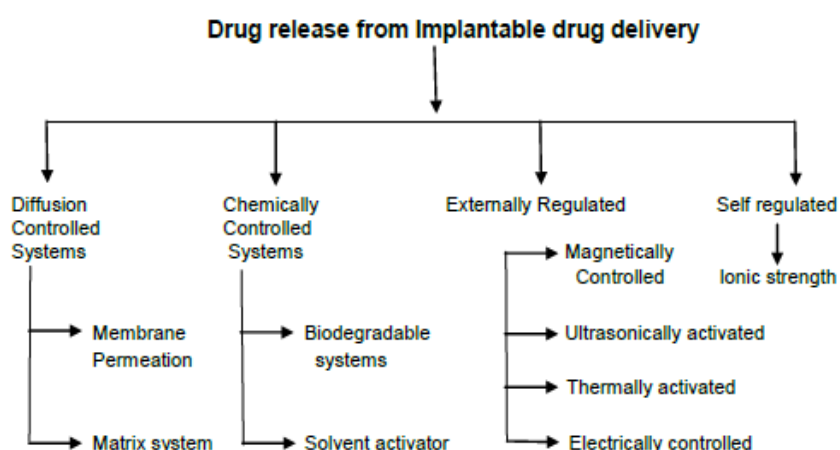 Drug release from Implantable drug delivery
Diffusion
Controlled
Systems
Membrane
Permeation
Matrix system
Chemically
Controlled
Systems
Biodegradable
systems
Solvent activator
Externally Regulated
Magnetically
Controlled
Ultrasonically activated
Thermally activated
Electrically controlled
Self regulated
Ionic strength